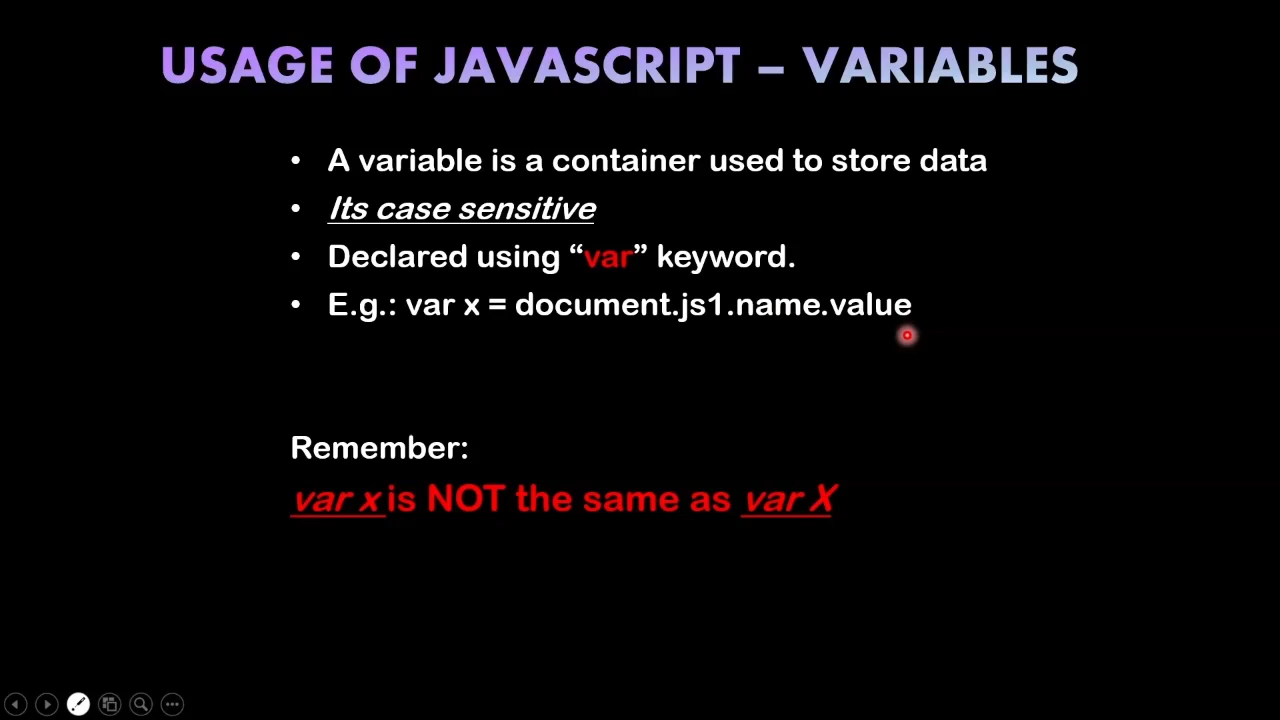 USAGE OF JAVASCRIPT – VARIABLES
• A variable is a container used to store data
• Its case sensitive
• Declared using “var” keyword.
• E.g.: var x = document.js1.name.value
Remember:
var x is NOT the same as var X